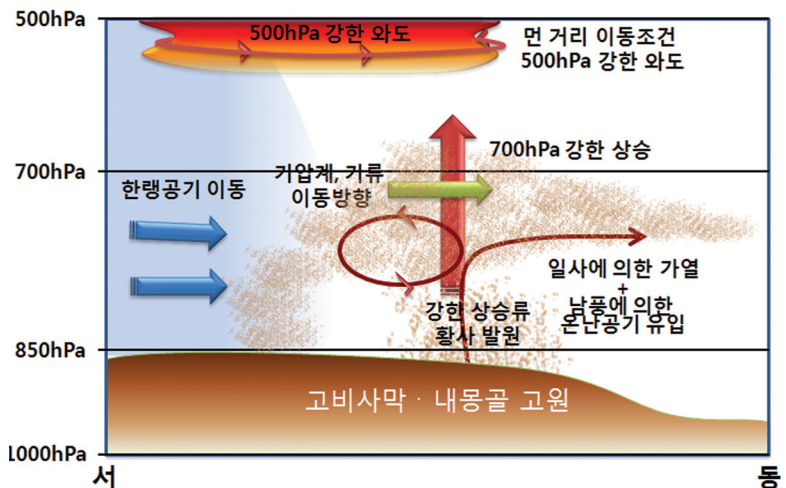 500hPa
500hPa 강한 와도
먼 거리 이동조건
500hPa 강한 와도
700hPa 강한 상승
700hPa
기압계, 기류
이동방향
한랭공기 이동
일사에 의한 가열
+
남풍에 의한
온난공기 유입
강한 상승류
황사 발원
850hPa
고비사막 · 내몽골 고원
1000hPa
서
동